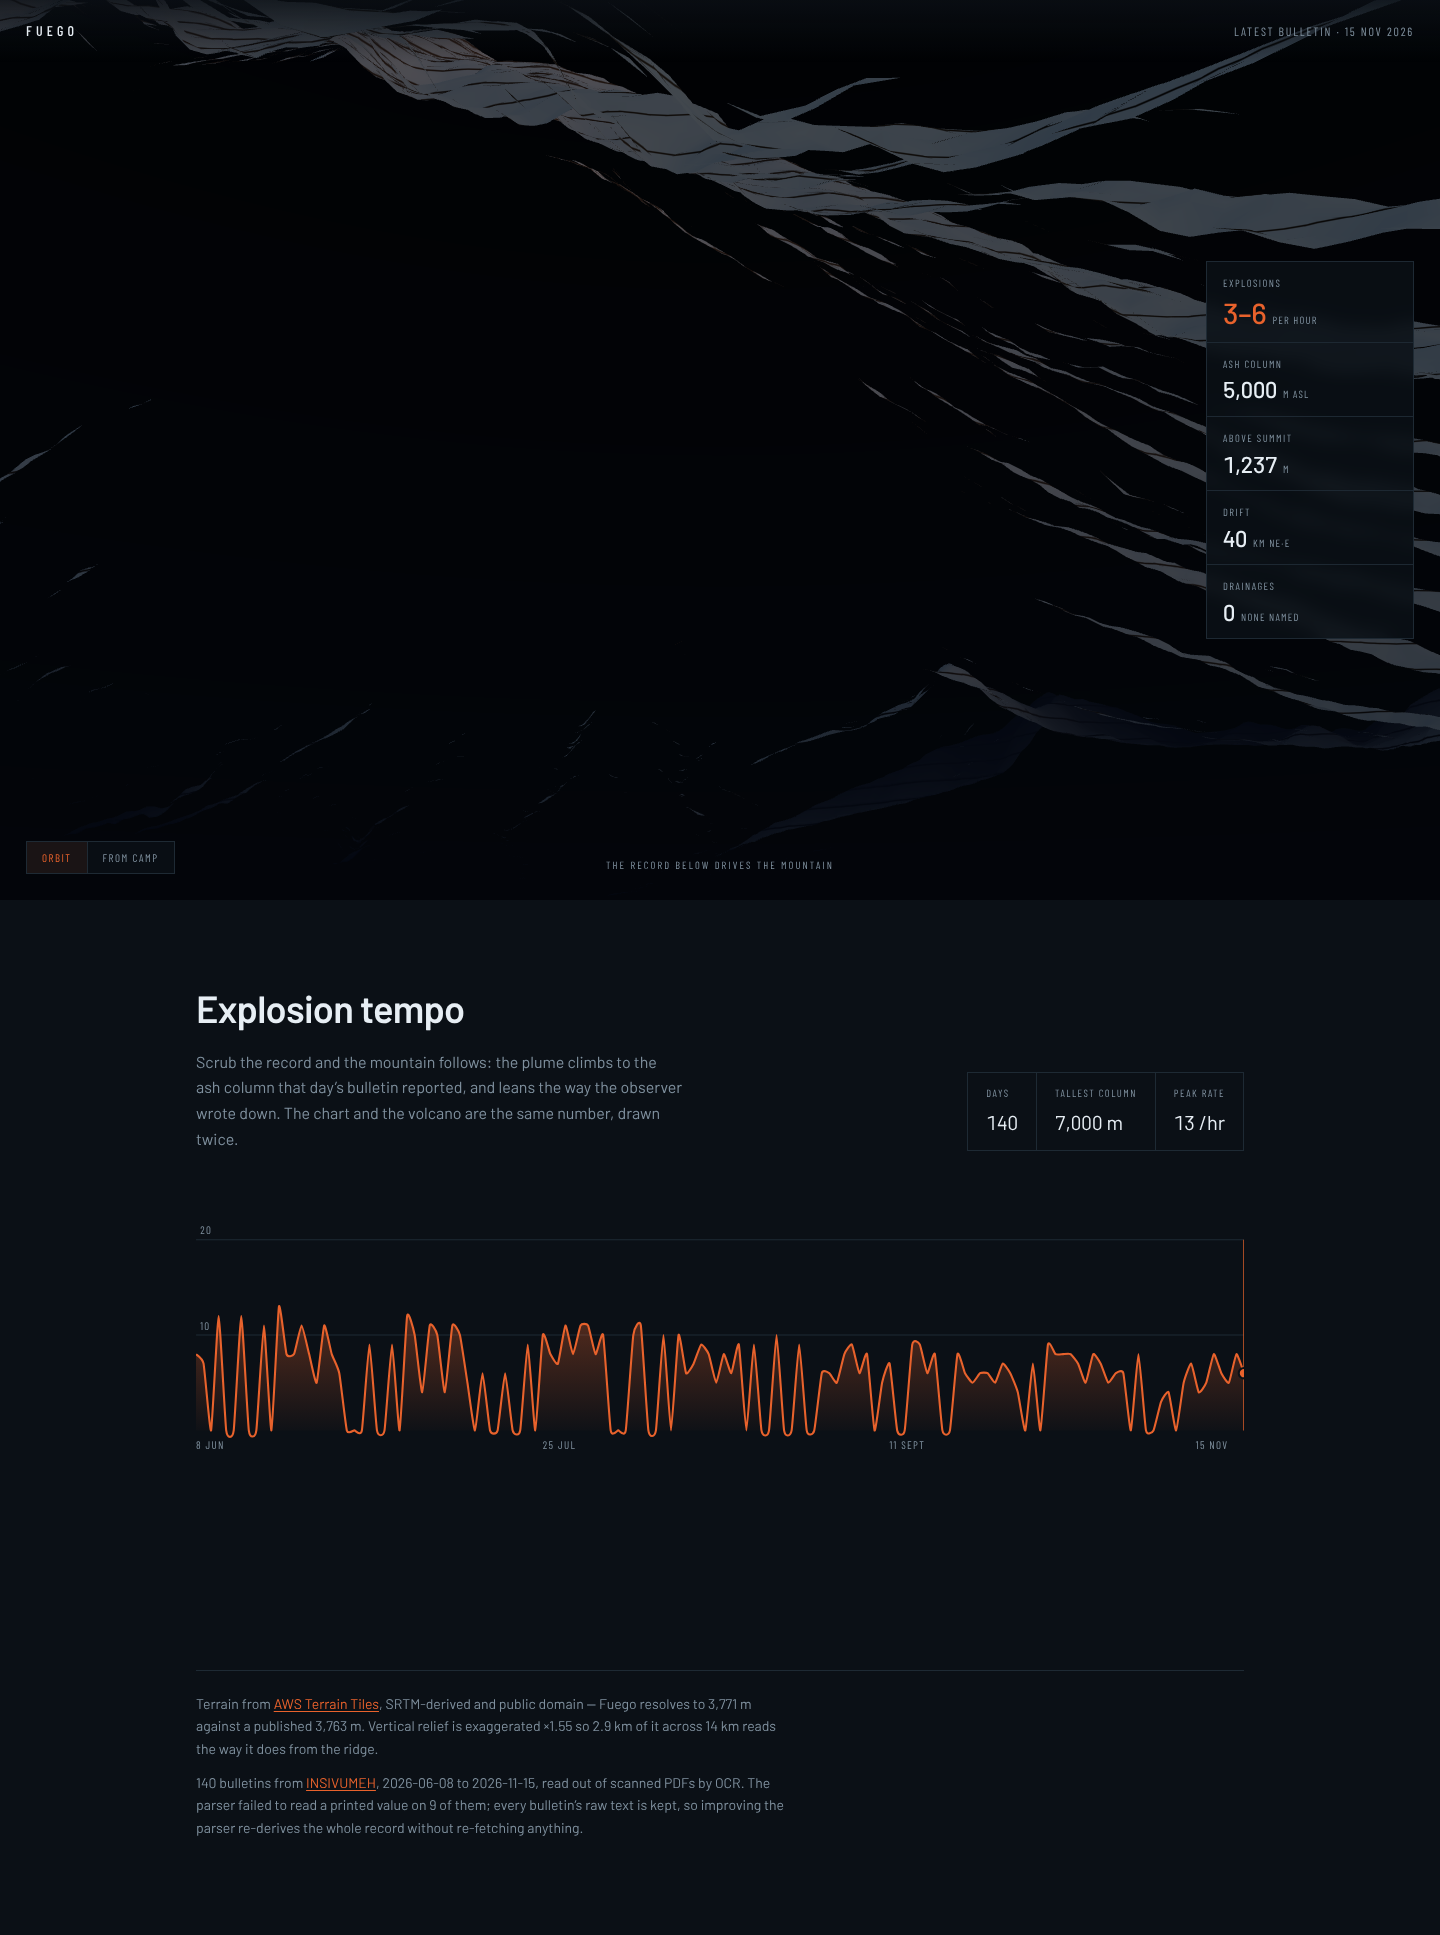 FUEGO
LATEST BULLETIN · 15 NOV 2026
EXPLOSIONS
3–6 PER HOUR
ASH COLUMN
5,000 M ASL
ABOVE SUMMIT
1,237 M
DRIFT
40 KM NE-E
DRAINAGES
0 NONE NAMED
ORBIT
FROM CAMP
THE RECORD BELOW DRIVES THE MOUNTAIN
Explosion tempo
Scrub the record and the mountain follows: the plume climbs to the
ash column that day’s bulletin reported, and leans the way the observer
wrote down. The chart and the volcano are the same number, drawn
twice.
DAYS
140
TALLEST COLUMN
7,000 m
PEAK RATE
13 /hr
20
10
8 JUN
25 JUL
11 SEPT
15 NOV
Terrain from AWS Terrain Tiles, SRTM-derived and public domain — Fuego resolves to 3,771 m
against a published 3,763 m. Vertical relief is exaggerated ×1.55 so 2.9 km of it across 14 km reads
the way it does from the ridge.
140 bulletins from INSIVUMEH, 2026-06-08 to 2026-11-15, read out of scanned PDFs by OCR. The
parser failed to read a printed value on 9 of them; every bulletin’s raw text is kept, so improving the
parser re-derives the whole record without re-fetching anything.